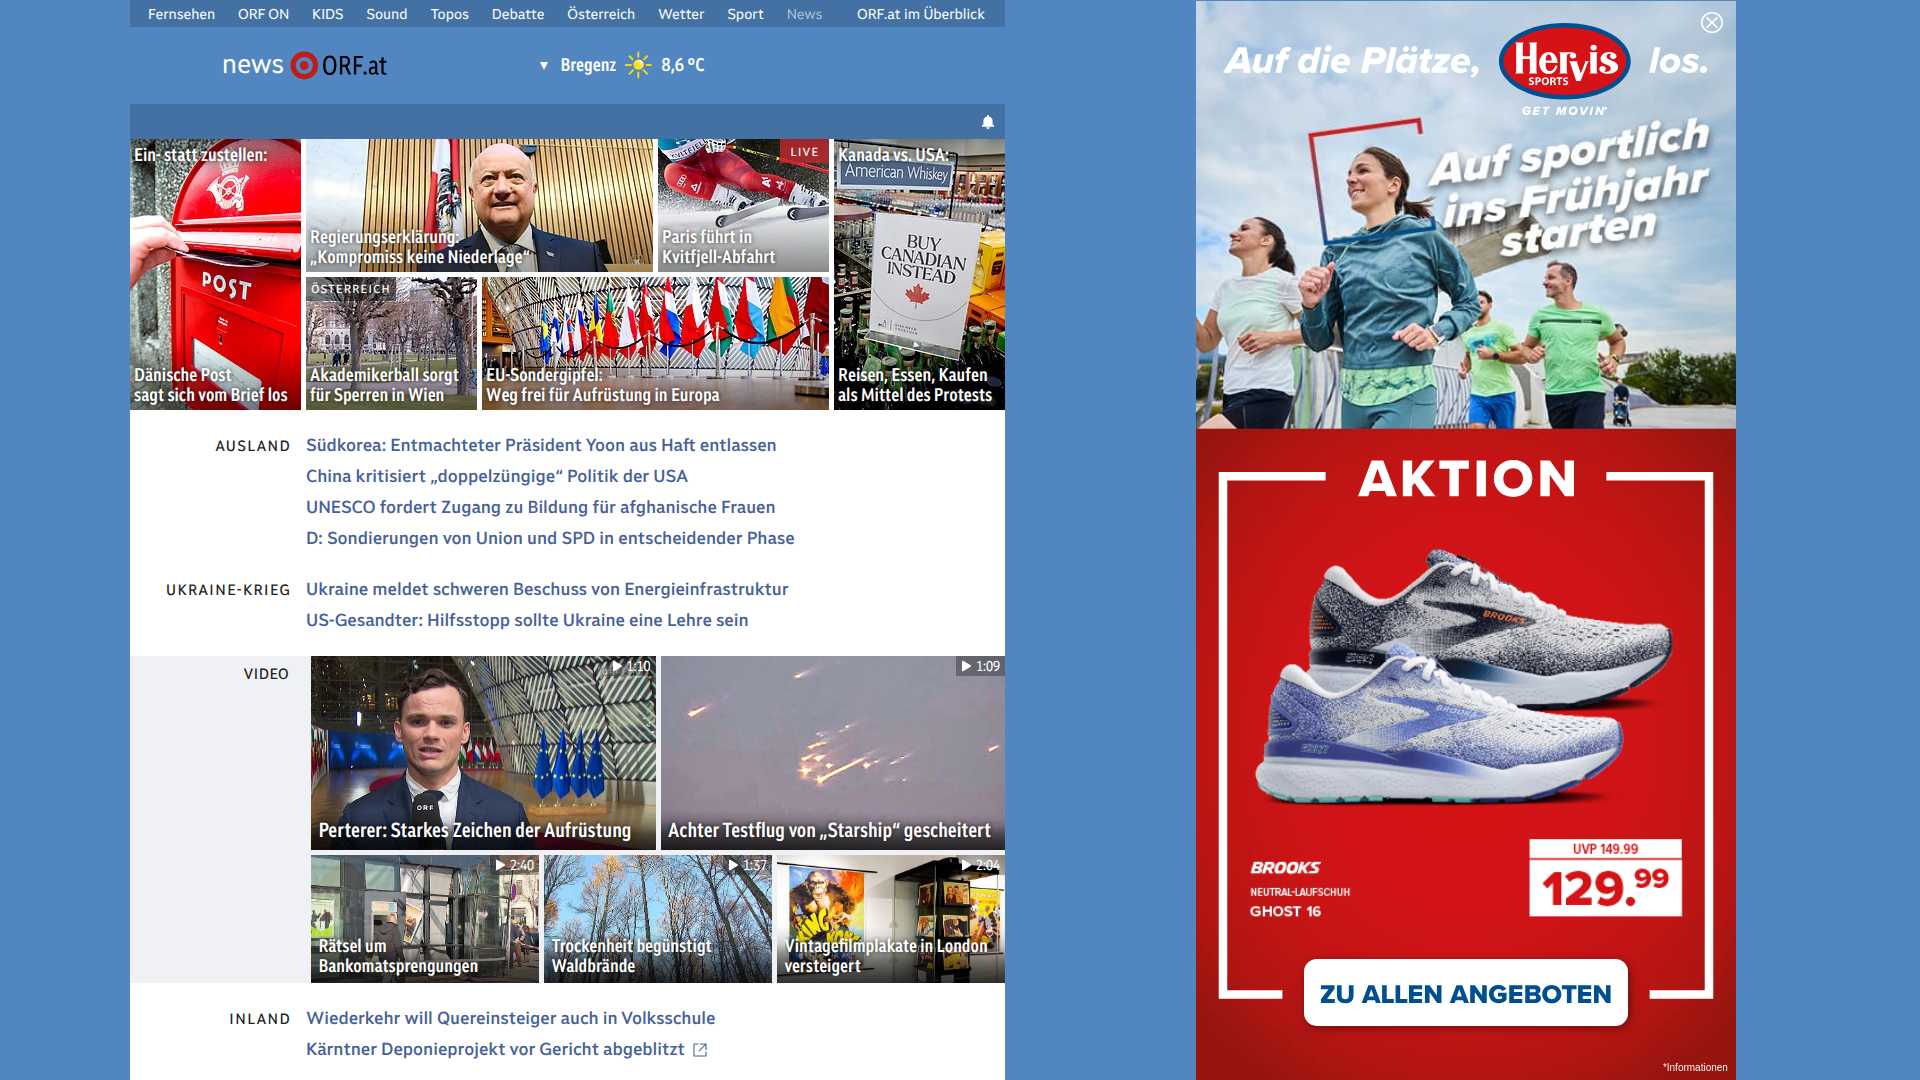 Fernsehen ORF ON KIDS Sound Topos Debatte Österreich Wetter Sport News ORF.at im Überblick
news ORF.at
Bregenz 8,6 °C
Ein- statt zustellen:
POST
Dänische Post
sagt sich vom Brief los
Regierungserklärung:
„Kompromiss keine Niederlage“
LIVE
Paris führt in
Kvitfjell-Abfahrt
ÖSTERREICH
Akademikerball sorgt
für Sperren in Wien
EU-Sondergipfel:
Weg frei für Aufrüstung in Europa
Kanada vs. USA:
American Whiskey
BUY
CANADIAN
INSTEAD
Reisen, Essen, Kaufen
als Mittel des Protests
AUSLAND
Südkorea: Entmachteter Präsident Yoon aus Haft entlassen
China kritisiert „doppelzüngige“ Politik der USA
UNESCO fordert Zugang zu Bildung für afghanische Frauen
D: Sondierungen von Union und SPD in entscheidender Phase
UKRAINE-KRIEG
Ukraine meldet schweren Beschuss von Energieinfrastruktur
US-Gesandter: Hilfsstopp sollte Ukraine eine Lehre sein
VIDEO
1:10
ORF
Perterer: Starkes Zeichen der Aufrüstung
1:09
Achter Testflug von „Starship“ gescheitert
2:40
Rätsel um
Bankomatsprengungen
1:37
Trockenheit begünstigt
Waldbrände
2:04
KING
Vintagefilmplakate in London
versteigert
INLAND
Wiederkehr will Quereinsteiger auch in Volksschule
Kärntner Deponieprojekt vor Gericht abgeblitzt
Auf die Plätze, Hervis los.
SPORTS
GET MOVIN'
Auf sportlich
ins Frühjahr
starten
AKTION
BROOKS
BROOKS
BROOKS
NEUTRAL-LAUFSCHUH
GHOST 16
UVP 149.99
129.99
ZU ALLEN ANGEBOTEN
*Informationen